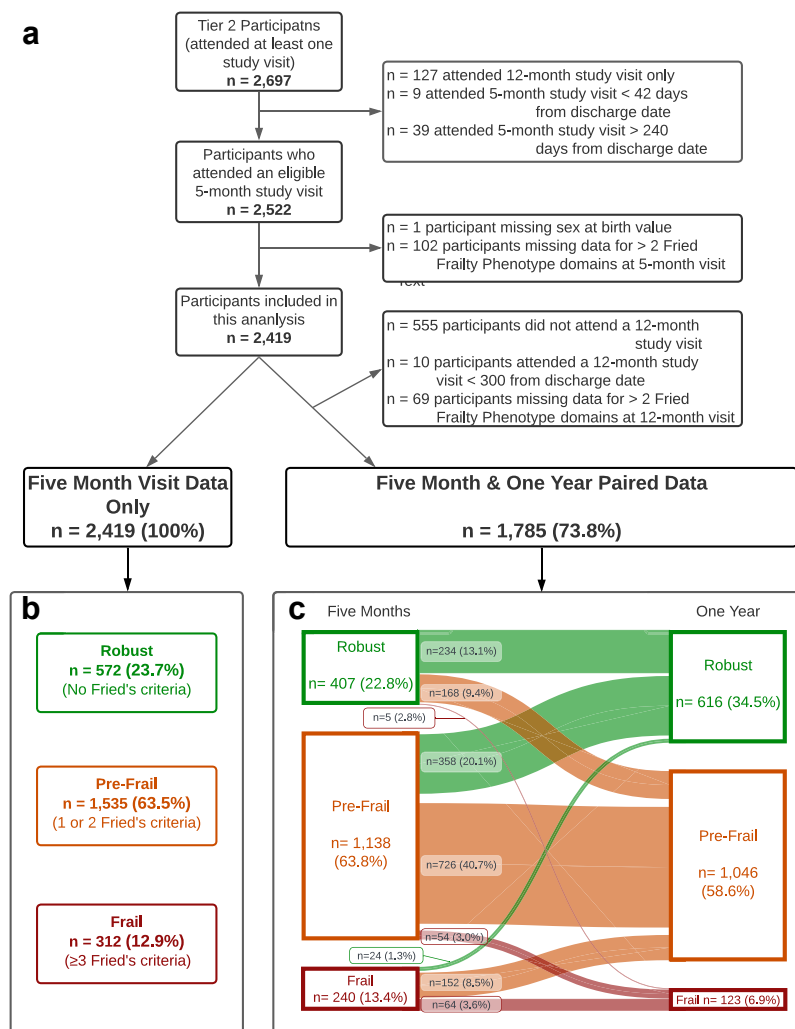 a
Tier 2 Participatns
(attended at least one
study visit)
n = 2,697
n = 127 attended 12-month study visit only
n = 9 attended 5-month study visit < 42 days
from discharge date
n = 39 attended 5-month study visit > 240
days from discharge date
Participants who
attended an eligible
5-month study visit
n = 2,522
n = 1 participant missing sex at birth value
n = 102 participants missing data for > 2 Fried
Frailty Phenotype domains at 5-month visit
Participants included in
this ananlysis
n = 2,419
n = 555 participants did not attend a 12-month
study visit
n = 10 participants attended a 12-month study
visit < 300 from discharge date
n = 69 participants missing data for > 2 Fried
Frailty Phenotype domains at 12-month visit
Five Month Visit Data
Only
n = 2,419 (100%)
Five Month & One Year Paired Data
n = 1,785 (73.8%)
b
Robust
n = 572 (23.7%)
(No Fried's criteria)
Pre-Frail
n = 1,535 (63.5%)
(1 or 2 Fried's criteria)
Frail
n = 312 (12.9%)
(≥3 Fried's criteria)
c
Five Months
One Year
Robust
n= 407 (22.8%)
n=234 (13.1%)
n=168 (9.4%)
n=5 (2.8%)
Robust
n= 616 (34.5%)
Pre-Frail
n= 1,138
(63.8%)
n=358 (20.1%)
n=726 (40.7%)
n=54 (3.0%)
Pre-Frail
n= 1,046
(58.6%)
n=24 (1.3%)
Frail
n= 240 (13.4%)
n=152 (8.5%)
n=64 (3.6%)
Frail n= 123 (6.9%)